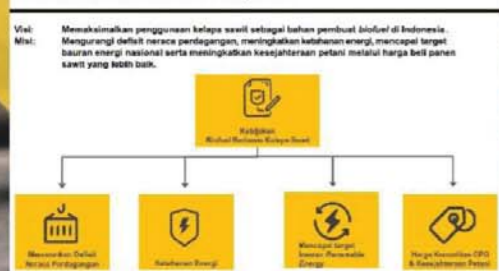 Visi: Memaksimalkan penggunaan kelapa sawit sebagai bahan pembuat biofuel di Indonesia.
Misi: Mengurangi defisit neraca perdagangan, meningkatkan ketahanan energi, mencapai target
bauran energi nasional serta meningkatkan kesejahteraan petani melalui harga beli panen
sawit yang lebih baik.
Kebijakan
Biofuel Berbasis Kelapa Sawit
Menurunkan Defisit
Neraca Perdagangan
Ketahanan Energi
Mencapai target
bauran Renewable
Energy
Harga Komoditas CPO
& Kesejahteraan Petani